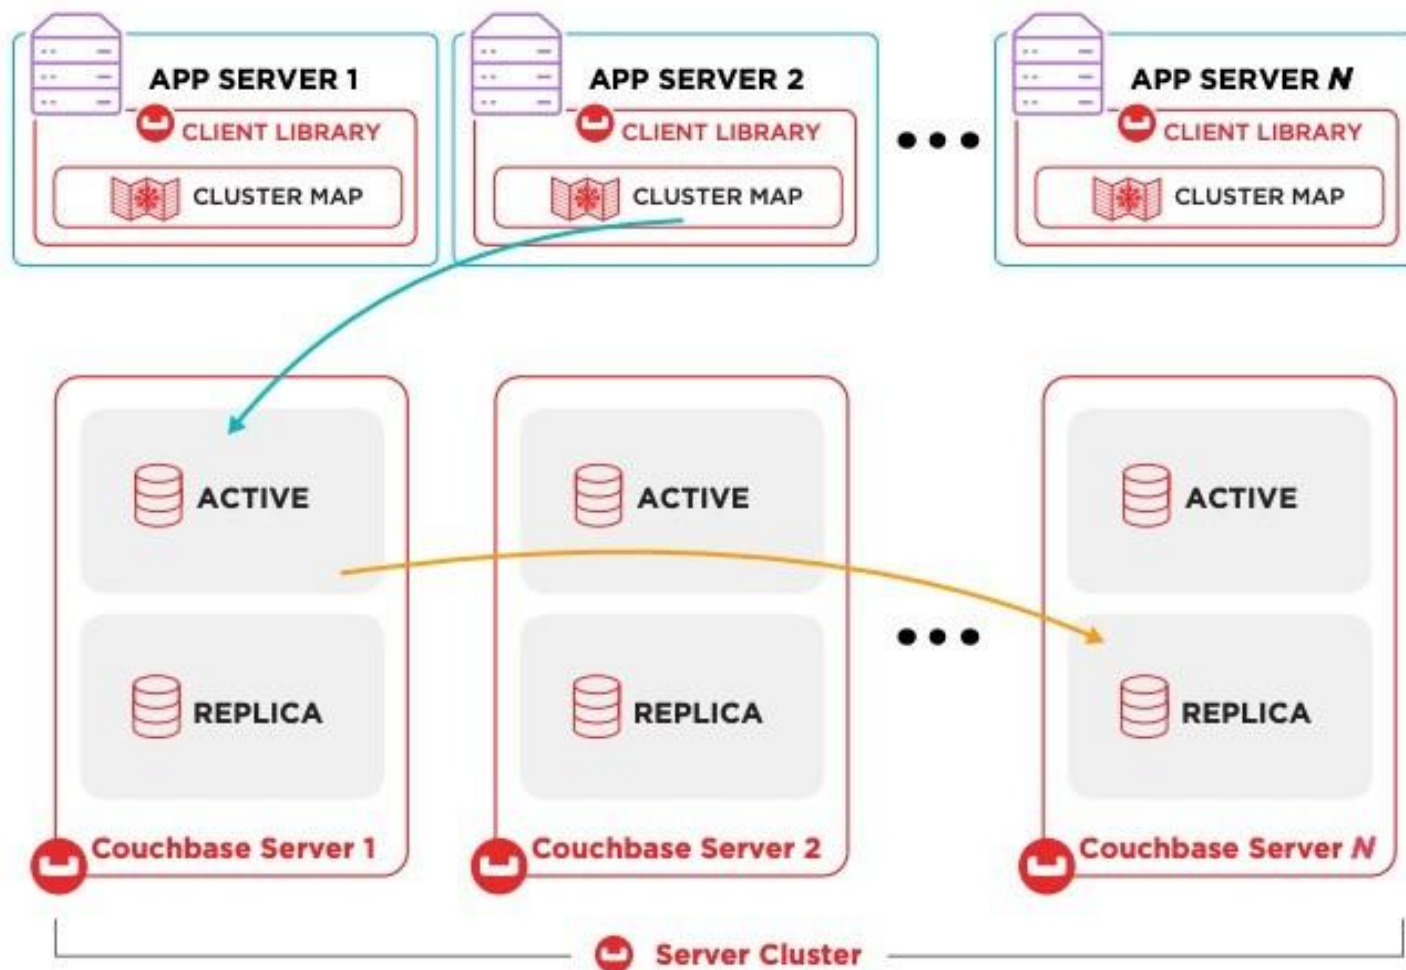 APP SERVER 1
CLIENT LIBRARY
CLUSTER MAP
APP SERVER 2
CLIENT LIBRARY
CLUSTER MAP
APP SERVER N
CLIENT LIBRARY
CLUSTER MAP
ACTIVE
REPLICA
Couchbase Server 1
ACTIVE
REPLICA
Couchbase Server 2
ACTIVE
REPLICA
Couchbase Server N
Server Cluster